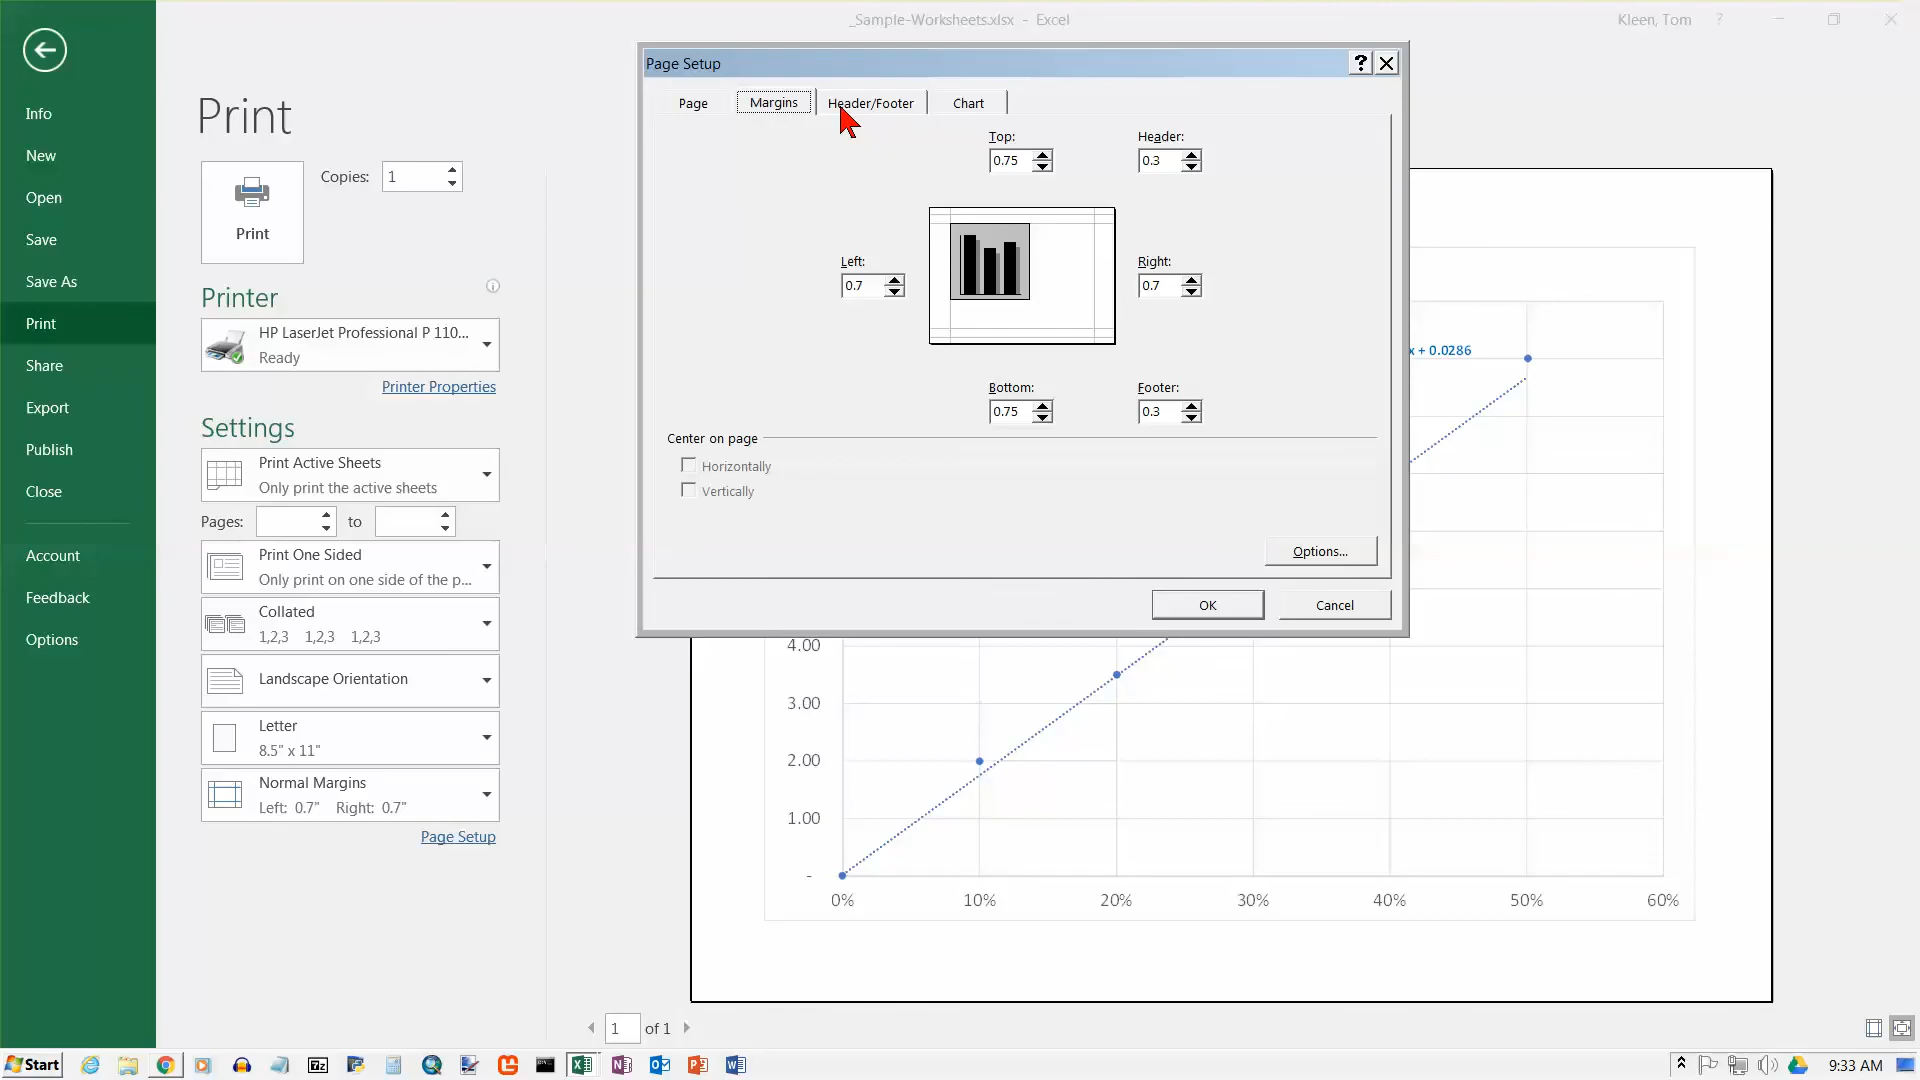 _Sample-Worksheets.xlsx - Excel
Kleen, Tom
?
Info
New
Open
Save
Save As
Print
Share
Export
Publish
Close
Account
Feedback
Options
Print
Print
Copies: 1
Printer
HP LaserJet Professional P 110...
Ready
Printer Properties
Settings
Print Active Sheets
Only print the active sheets
Pages: to
Print One Sided
Only print on one side of the p...
Collated
1,2,3 1,2,3 1,2,3
Landscape Orientation
Letter
8.5" x 11"
Normal Margins
Left: 0.7" Right: 0.7"
Page Setup
Page Setup
?
Page Margins Header/Footer Chart
Top: Header:
0.75 0.3
Left: Right:
0.7 0.7
Bottom: Footer:
0.75 0.3
Center on page
Horizontally
Vertically
Options...
OK Cancel
x + 0.0286
4.00
3.00
2.00
1.00
-
0% 10% 20% 30% 40% 50% 60%
1 of 1
Start
9:33 AM